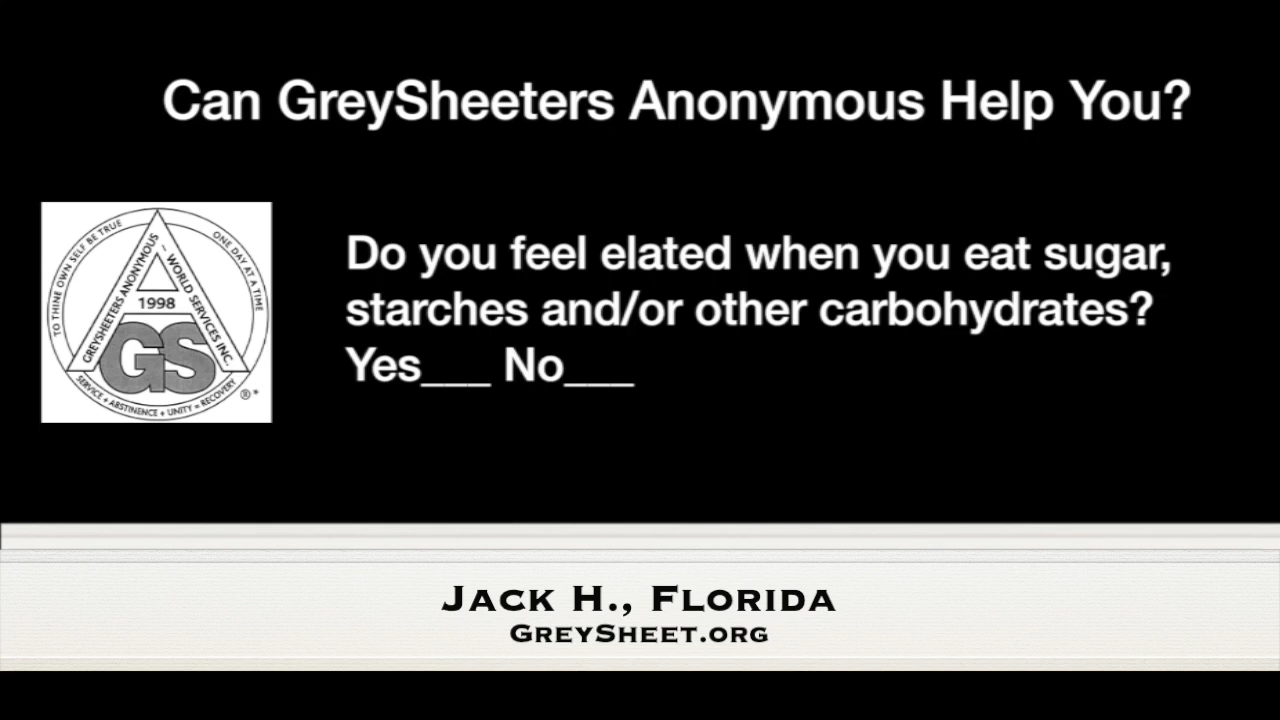 Can GreySheeters Anonymous Help You?
TO THINE OWN SELF BE TRUE
ONE DAY AT A TIME
GREYSHEETERS ANONYMOUS – WORLD SERVICES INC.
1998
GS
SERVICE + ABSTINENCE + UNITY = RECOVERY
®*
Do you feel elated when you eat sugar,
starches and/or other carbohydrates?
Yes___ No___
Jack H., Florida
GreySheet.org